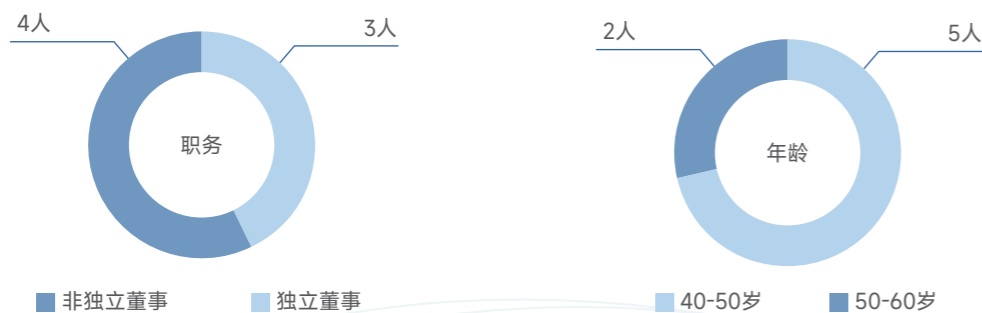 4人
3人
职务
非独立董事
独立董事
2人
5人
年龄
40-50岁
50-60岁